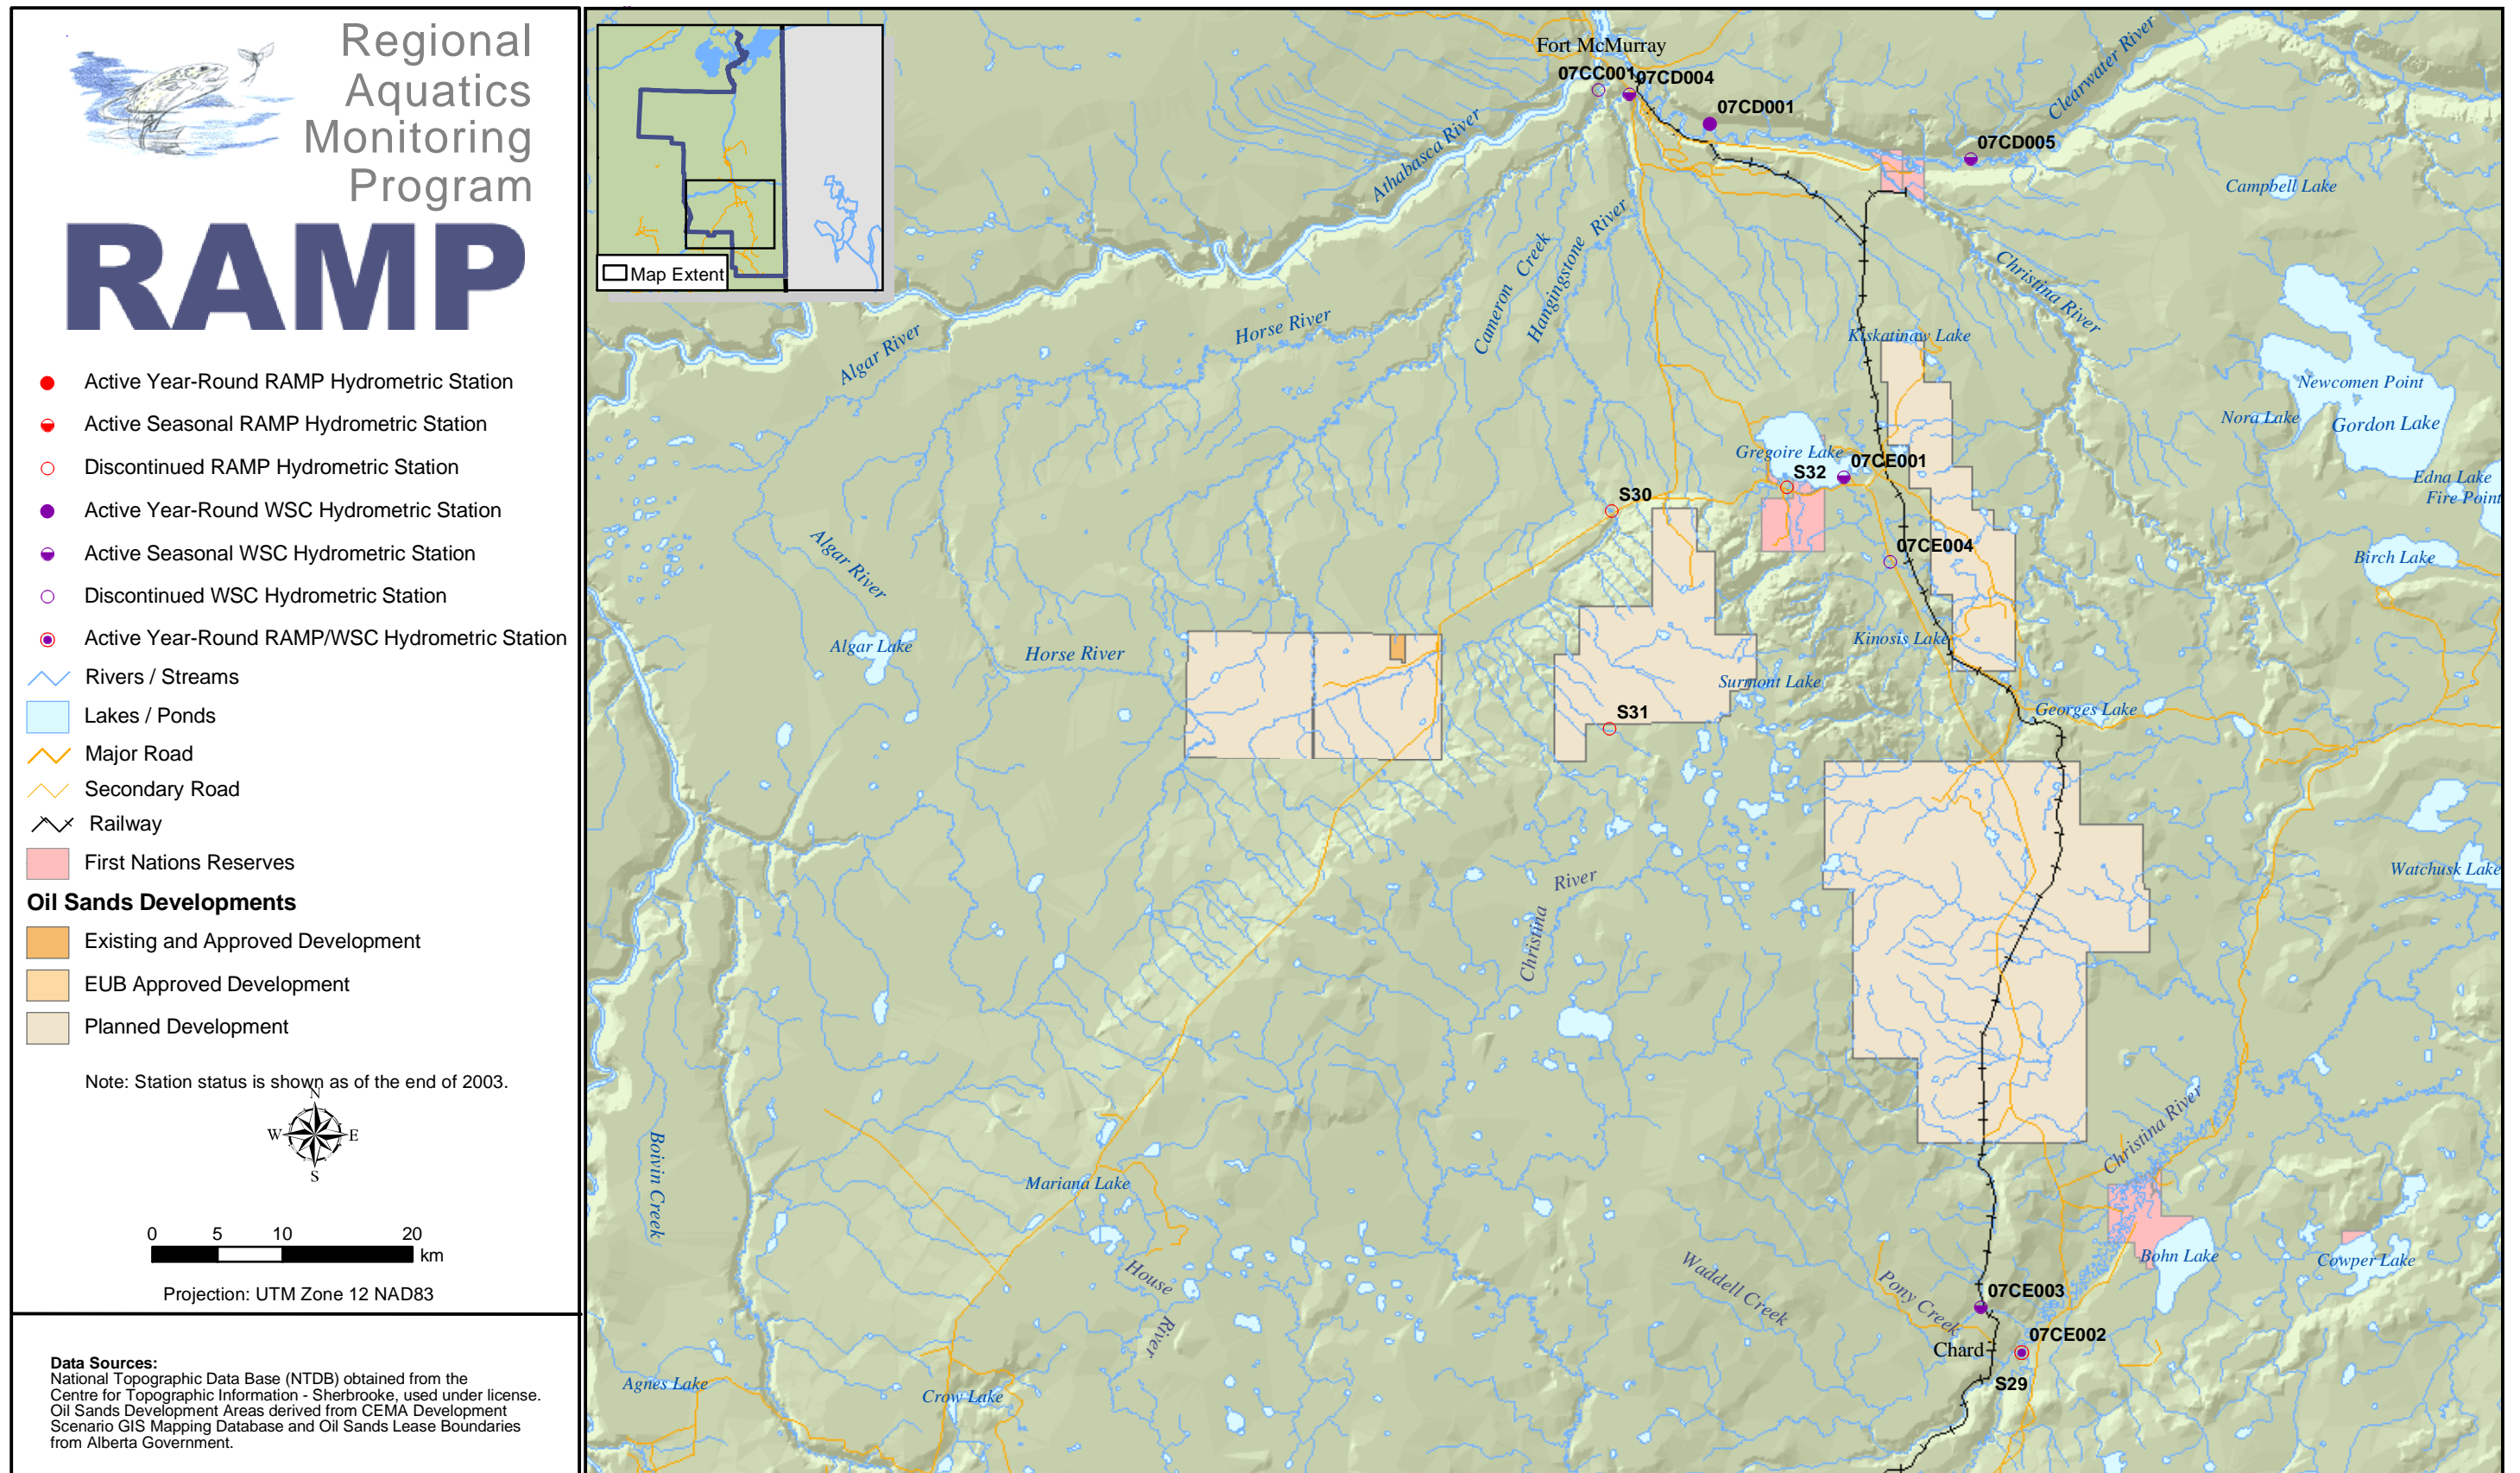 Regional
Aquatics
Monitoring
Program
RAMP
Active Year-Round RAMP Hydrometric Station
Active Seasonal RAMP Hydrometric Station
Discontinued RAMP Hydrometric Station
Active Year-Round WSC Hydrometric Station
Active Seasonal WSC Hydrometric Station
Discontinued WSC Hydrometric Station
Active Year-Round RAMP/WSC Hydrometric Station
Rivers / Streams
Lakes / Ponds
Major Road
Secondary Road
Railway
First Nations Reserves
Oil Sands Developments
Existing and Approved Development
EUB Approved Development
Planned Development
Note: Station status is shown as of the end of 2003.
N
W E
S
0 5 10 20
km
Projection: UTM Zone 12 NAD83
Data Sources:
National Topographic Data Base (NTDB) obtained from the
Centre for Topographic Information - Sherbrooke, used under license.
Oil Sands Development Areas derived from CEMA Development
Scenario GIS Mapping Database and Oil Sands Lease Boundaries
from Alberta Government.
Map Extent
Fort McMurray
07CC001
07CD004
07CD001
07CD005
Clearwater River
Campbell Lake
Athabasca River
Cameron Creek
Hangingstone River
Christina River
Horse River
Algar River
Kiskatinaw Lake
Newcomen Point
Nora Lake
Gordon Lake
Gregoire Lake
07CE001
S32
S30
Edna Lake
Fire Point
Algar River
07CE004
Birch Lake
Algar Lake
Horse River
Kinosis Lake
Surmont Lake
S31
Georges Lake
Christina River
Watchusk Lake
Boivin Creek
Mariana Lake
Christina River
House River
Waddell Creek
Pony Creek
Bohn Lake
Cowper Lake
07CE003
07CE002
Chard
S29
Agnes Lake
Crow Lake